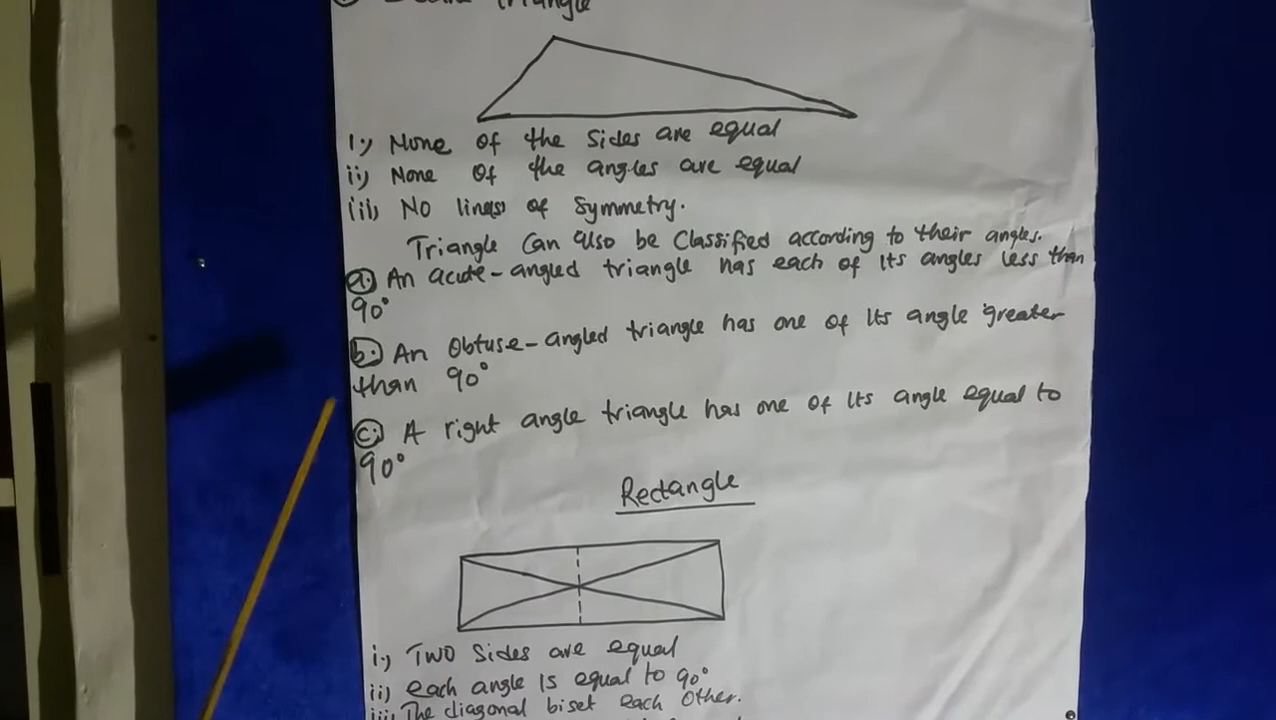 Triangle
i) None of the sides are equal
ii) None of the angles are equal
iii) No lines of Symmetry.
Triangle Can also be Classified according to their angles.
a. An acute-angled triangle has each of its angles less than
90°
b. An Obtuse-angled triangle has one of Its angle greater
than 90°
c. A right angle triangle has one of Its angle equal to
90°
Rectangle
i) Two Sides are equal
ii) each angle is equal to 90°
iii) The diagonal biset each Other.